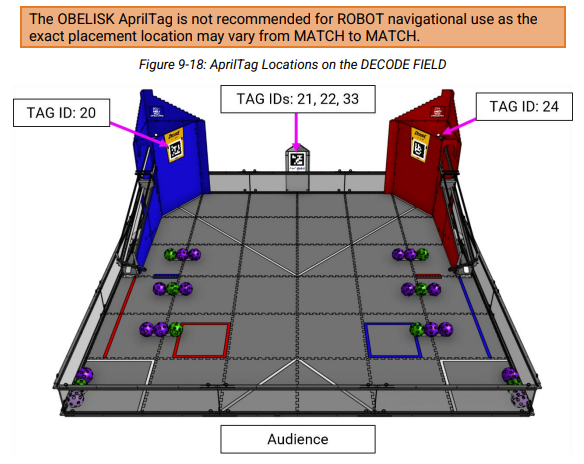 The OBELISK AprilTag is not recommended for ROBOT navigational use as the
exact placement location may vary from MATCH to MATCH.
Figure 9-18: AprilTag Locations on the DECODE FIELD
TAG ID: 20
TAG IDs: 21, 22, 33
TAG ID: 24
Audience